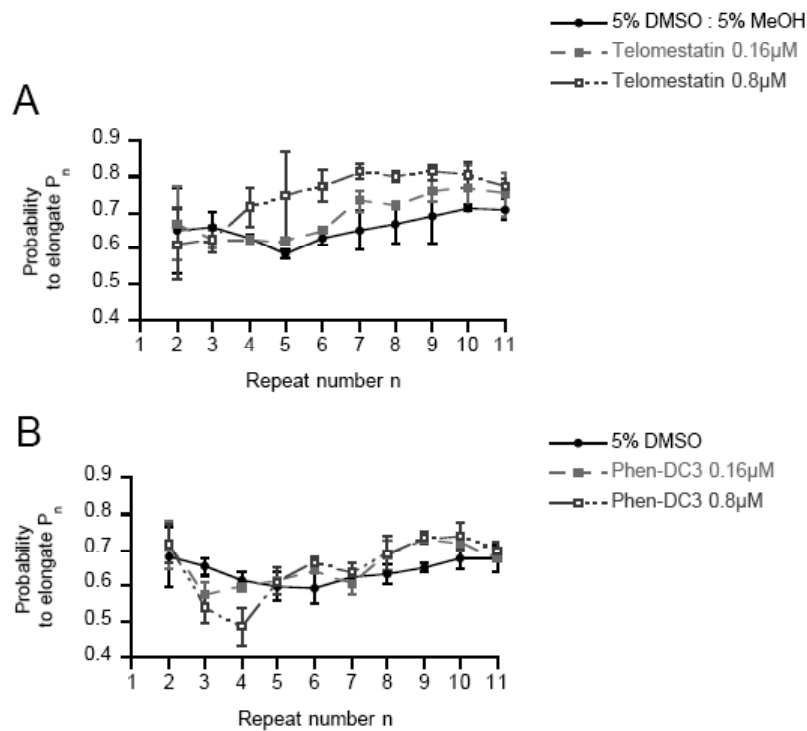 5% DMSO : 5% MeOH
Telomestatin 0.16µM
Telomestatin 0.8µM
A
Probability
to elongate Pn
0.9
0.8
0.7
0.6
0.5
0.4
1 2 3 4 5 6 7 8 9 10 11
Repeat number n
B
5% DMSO
Phen-DC3 0.16µM
Phen-DC3 0.8µM
Probability
to elongate Pn
0.9
0.8
0.7
0.6
0.5
0.4
1 2 3 4 5 6 7 8 9 10 11
Repeat number n